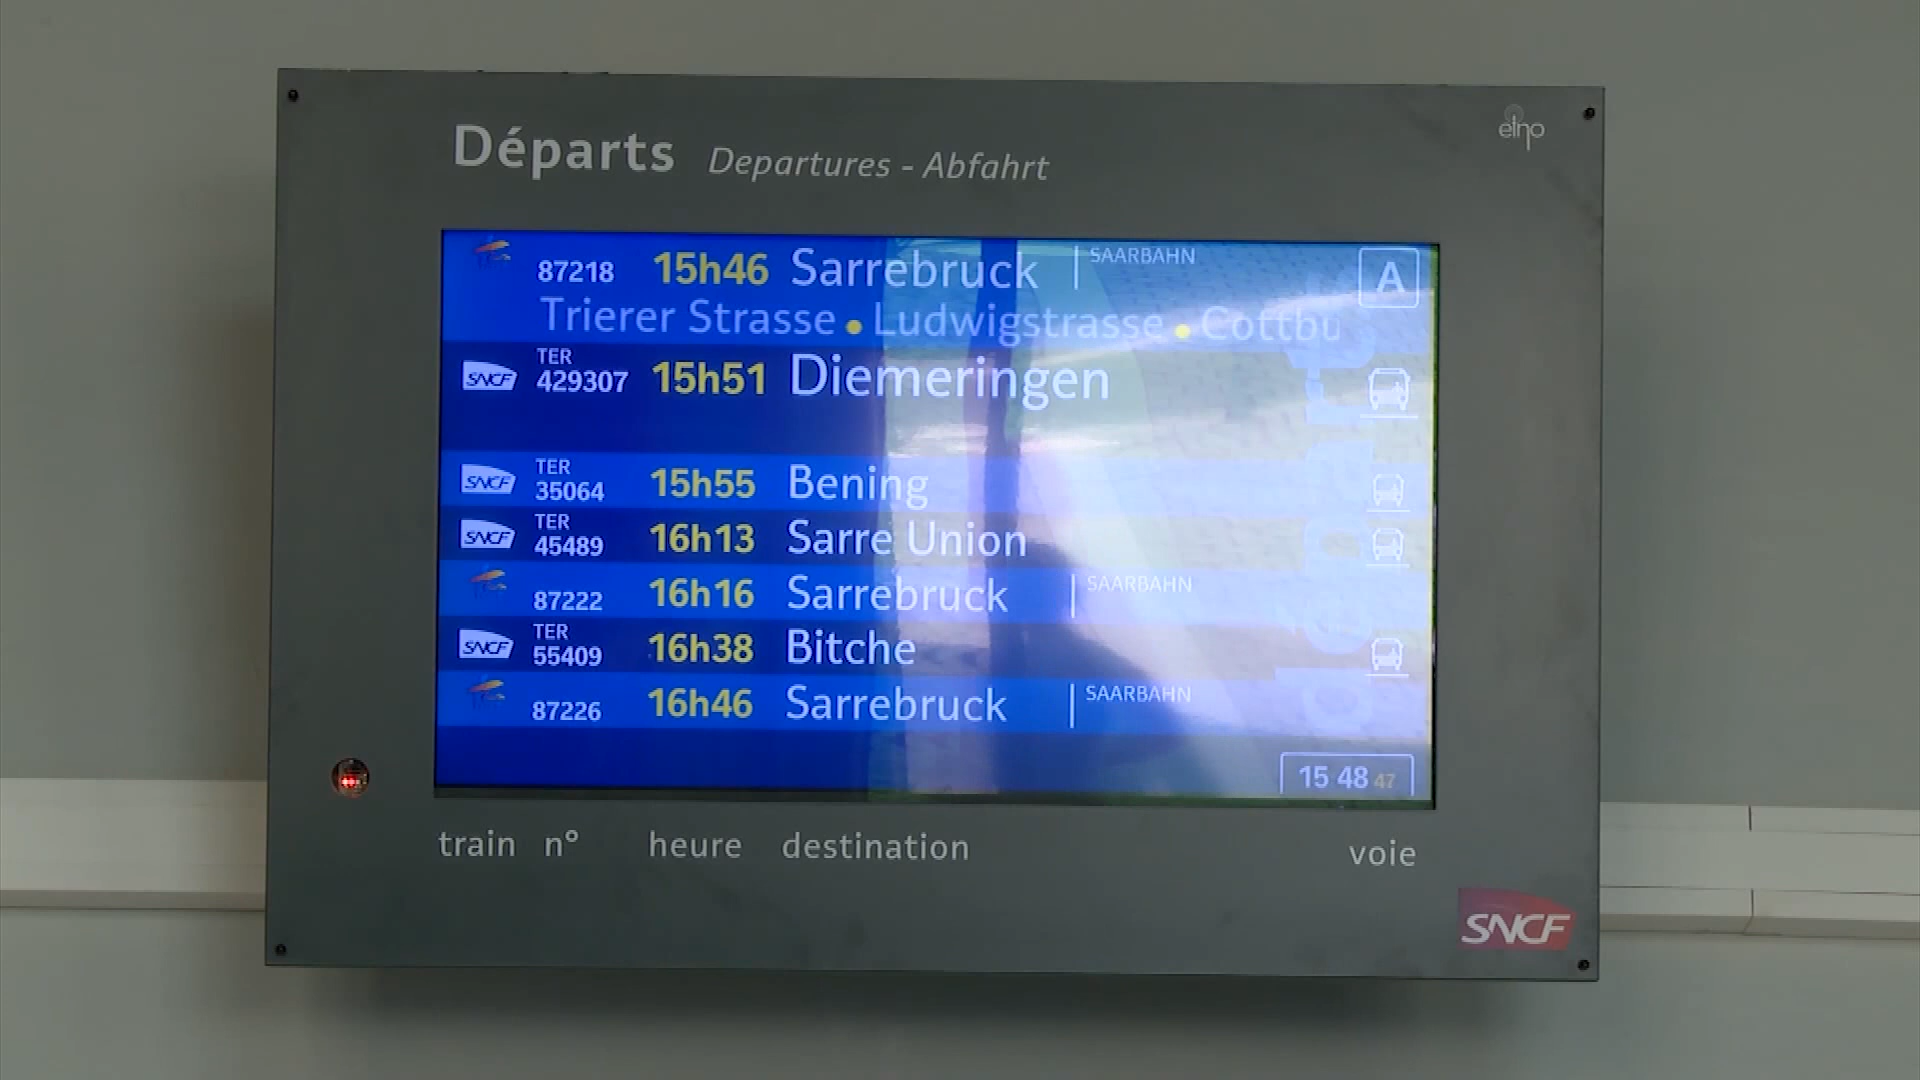 Départs Departures - Abfahrt
elno
87218 15h46 Sarrebruck | SAARBAHN A
Trierer Strasse • Ludwigstrasse • Cottbu
SNCF TER 429307 15h51 Diemeringen
SNCF TER 35064 15h55 Bening
SNCF TER 45489 16h13 Sarre Union
87222 16h16 Sarrebruck | SAARBAHN
SNCF TER 55409 16h38 Bitche
87226 16h46 Sarrebruck | SAARBAHN
départs
15 48 47
train n° heure destination voie
SNCF